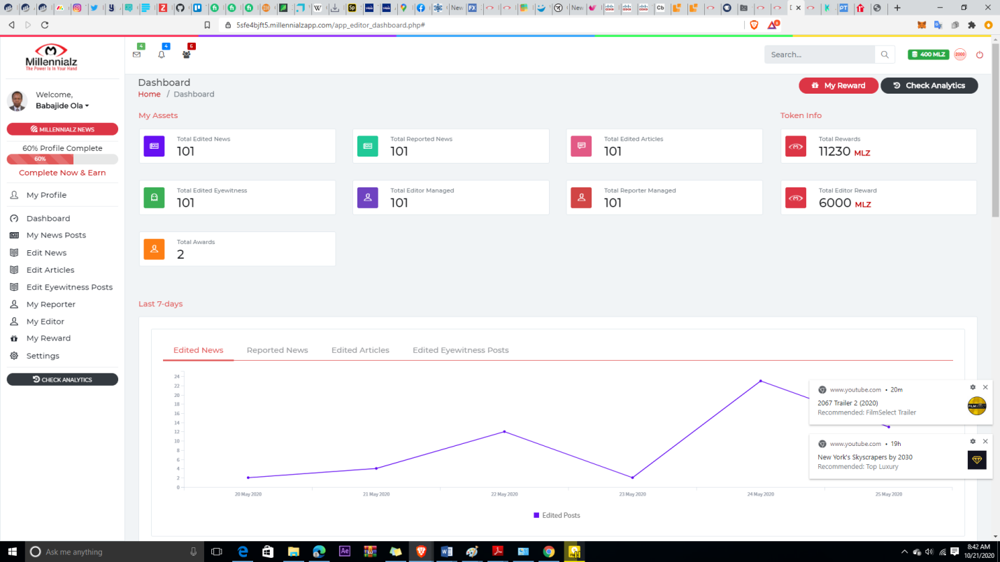 5sfe4bjft5.millennialzapp.com/app_editor_dashboard.php#
Millennialz
The Power Is In Your Hand
4
4
6
Search...
400 MLZ
2000
Welcome,
Babajide Ola
MILLENNIALZ NEWS
60% Profile Complete
60%
Complete Now & Earn
My Profile
Dashboard
My News Posts
Edit News
Edit Articles
Edit Eyewitness Posts
My Reporter
My Editor
My Reward
Settings
CHECK ANALYTICS
Dashboard
Home / Dashboard
My Reward
Check Analytics
My Assets
Token Info
Total Edited News
101
Total Reported News
101
Total Edited Articles
101
Total Rewards
11230 MLZ
Total Edited Eyewitness
101
Total Editor Managed
101
Total Reporter Managed
101
Total Editor Reward
6000 MLZ
Total Awards
2
Last 7-days
Edited News
Reported News
Edited Articles
Edited Eyewitness Posts
24
22
20
18
16
14
12
10
8
6
4
2
0
20 May 2020
21 May 2020
22 May 2020
23 May 2020
24 May 2020
25 May 2020
Edited Posts
www.youtube.com • 20m
2067 Trailer 2 (2020)
Recommended: FilmSelect Trailer
www.youtube.com • 19h
New York's Skyscrapers by 2030
Recommended: Top Luxury
Ask me anything
8:42 AM
10/21/2020